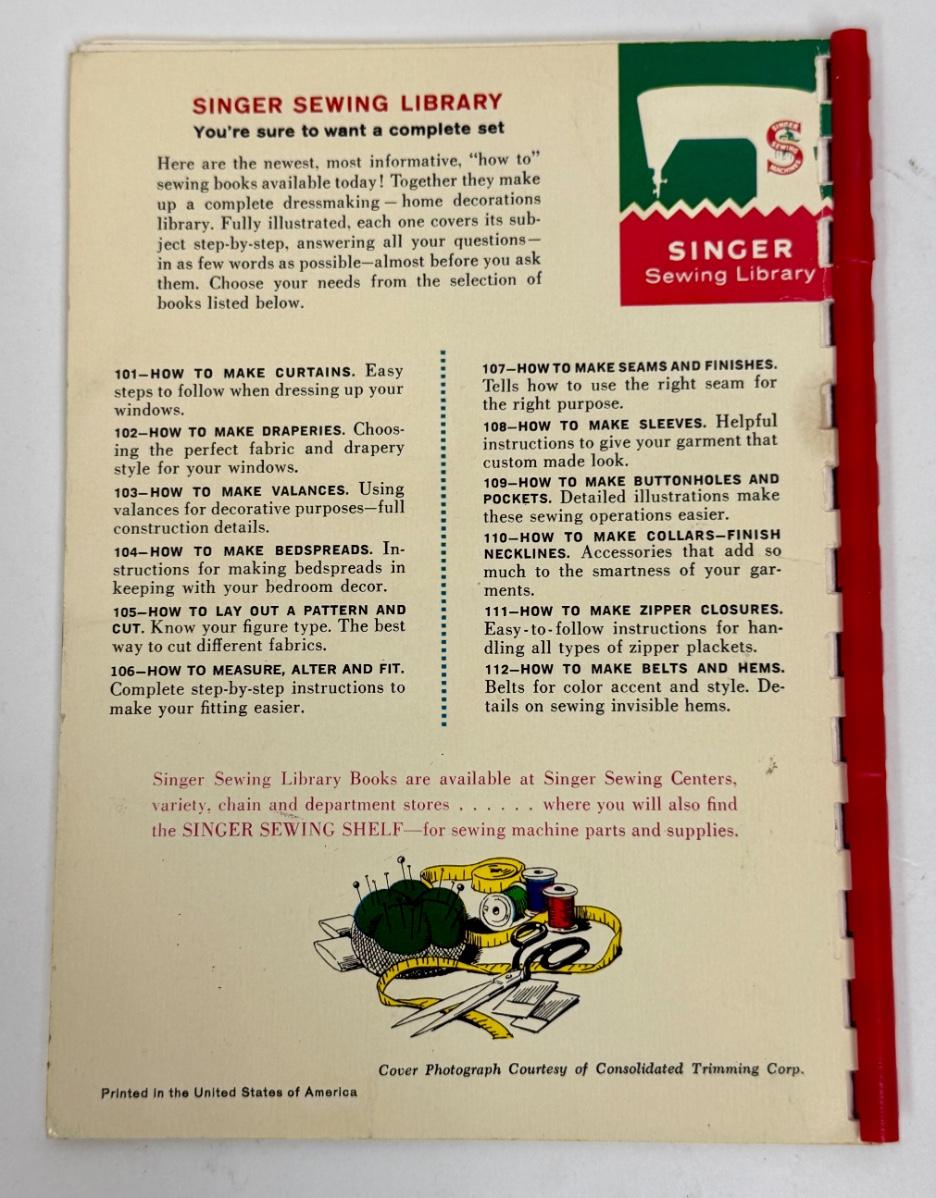 SINGER SEWING LIBRARY
You're sure to want a complete set
Here are the newest, most informative, "how to"
sewing books available today! Together they make
up a complete dressmaking — home decorations
library. Fully illustrated, each one covers its sub-
ject step-by-step, answering all your questions—
in as few words as possible—almost before you ask
them. Choose your needs from the selection of
books listed below.
SINGER
SEWING
MACHINES
SINGER
Sewing Library
101—HOW TO MAKE CURTAINS. Easy
steps to follow when dressing up your
windows.
102—HOW TO MAKE DRAPERIES. Choos-
ing the perfect fabric and drapery
style for your windows.
103—HOW TO MAKE VALANCES. Using
valances for decorative purposes—full
construction details.
104—HOW TO MAKE BEDSPREADS. In-
structions for making bedspreads in
keeping with your bedroom decor.
105—HOW TO LAY OUT A PATTERN AND
CUT. Know your figure type. The best
way to cut different fabrics.
106—HOW TO MEASURE, ALTER AND FIT.
Complete step-by-step instructions to
make your fitting easier.
107—HOW TO MAKE SEAMS AND FINISHES.
Tells how to use the right seam for
the right purpose.
108—HOW TO MAKE SLEEVES. Helpful
instructions to give your garment that
custom made look.
109—HOW TO MAKE BUTTONHOLES AND
POCKETS. Detailed illustrations make
these sewing operations easier.
110—HOW TO MAKE COLLARS—FINISH
NECKLINES. Accessories that add so
much to the smartness of your gar-
ments.
111—HOW TO MAKE ZIPPER CLOSURES.
Easy-to-follow instructions for han-
dling all types of zipper plackets.
112—HOW TO MAKE BELTS AND HEMS.
Belts for color accent and style. De-
tails on sewing invisible hems.
Singer Sewing Library Books are available at Singer Sewing Centers,
variety, chain and department stores . . . . . . where you will also find
the SINGER SEWING SHELF—for sewing machine parts and supplies.
Cover Photograph Courtesy of Consolidated Trimming Corp.
Printed in the United States of America